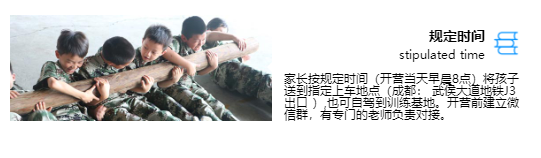 规定时间
stipulated time
家长按规定时间（开营当天早晨8点）将孩子
送到指定上车地点（成都： 武侯大道地铁J3
出口 ）,也可自驾到训练基地。开营前建立微
信群，有专门的老师负责对接。